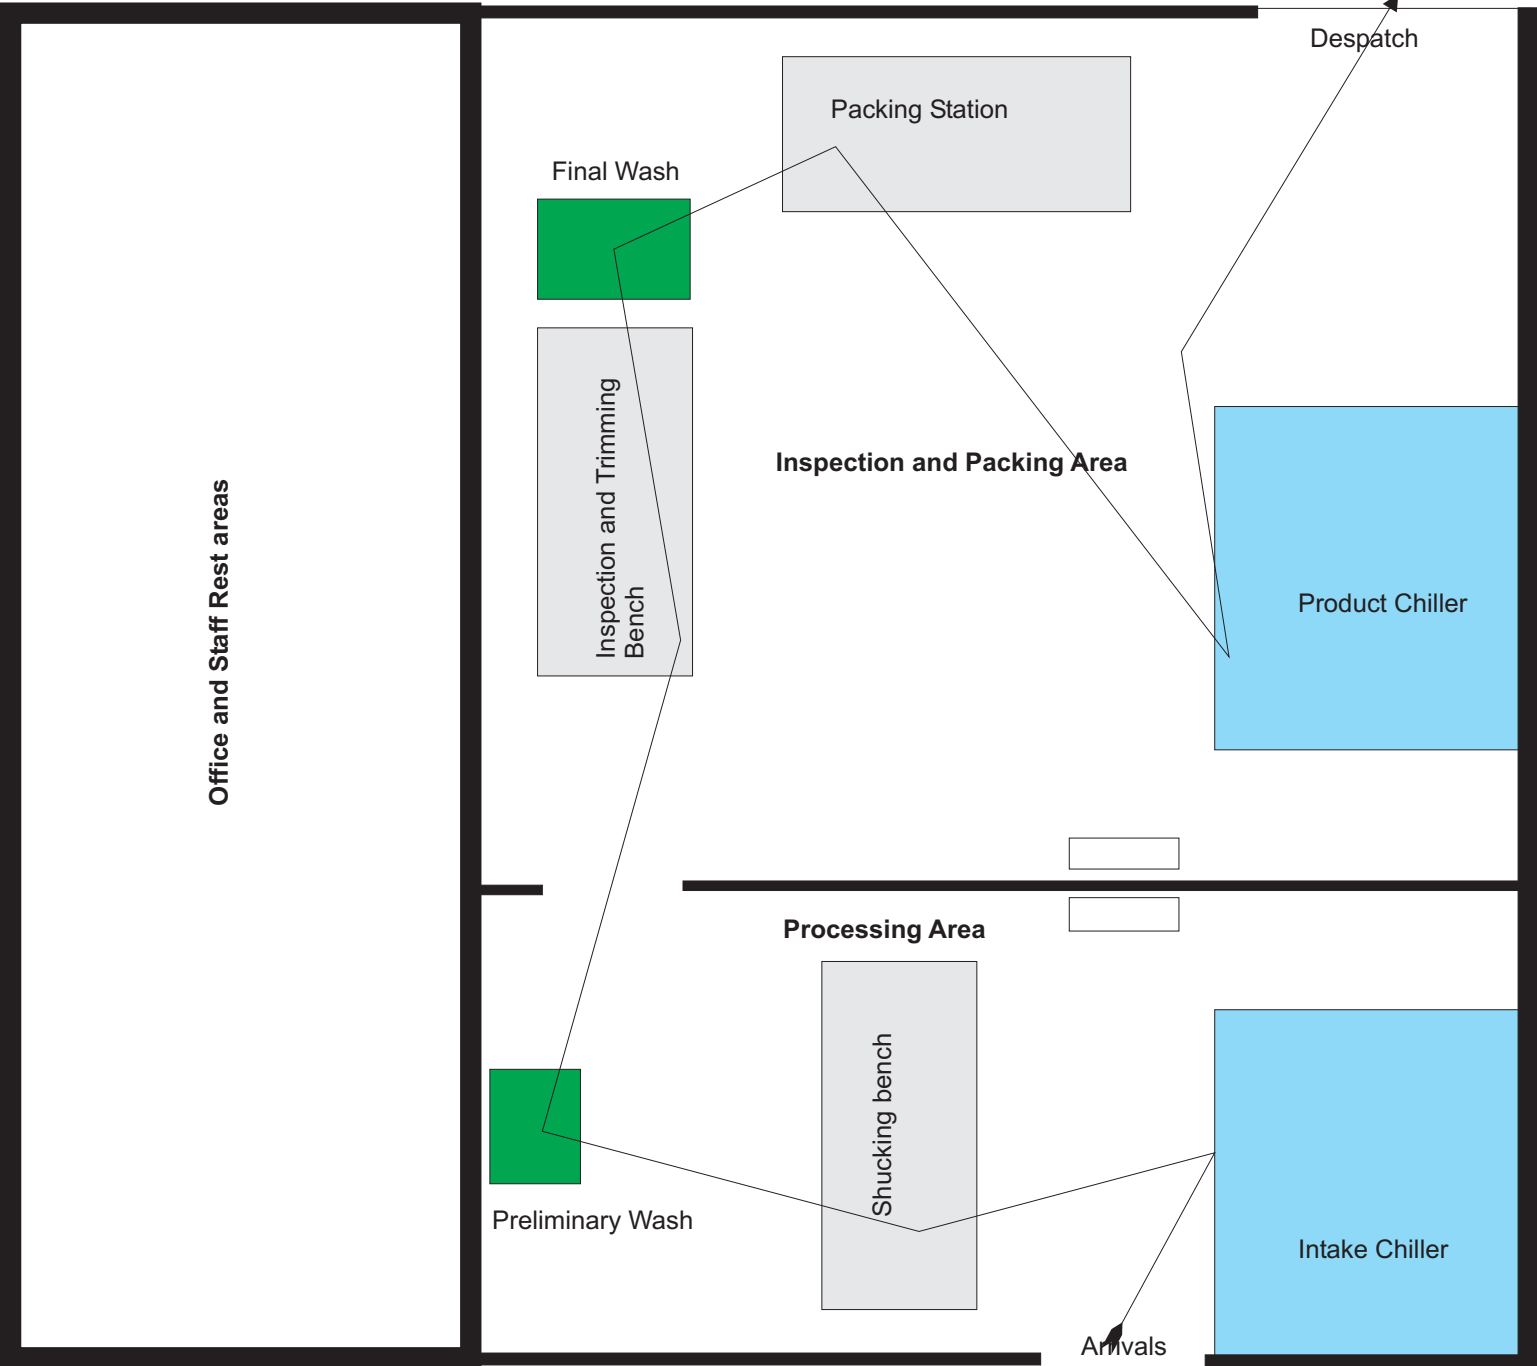 Despatch
Packing Station
Final Wash
Inspection and Trimming
Bench
Inspection and Packing Area
Office and Staff Rest areas
Product Chiller
Processing Area
Shucking bench
Preliminary Wash
Intake Chiller
Arrivals